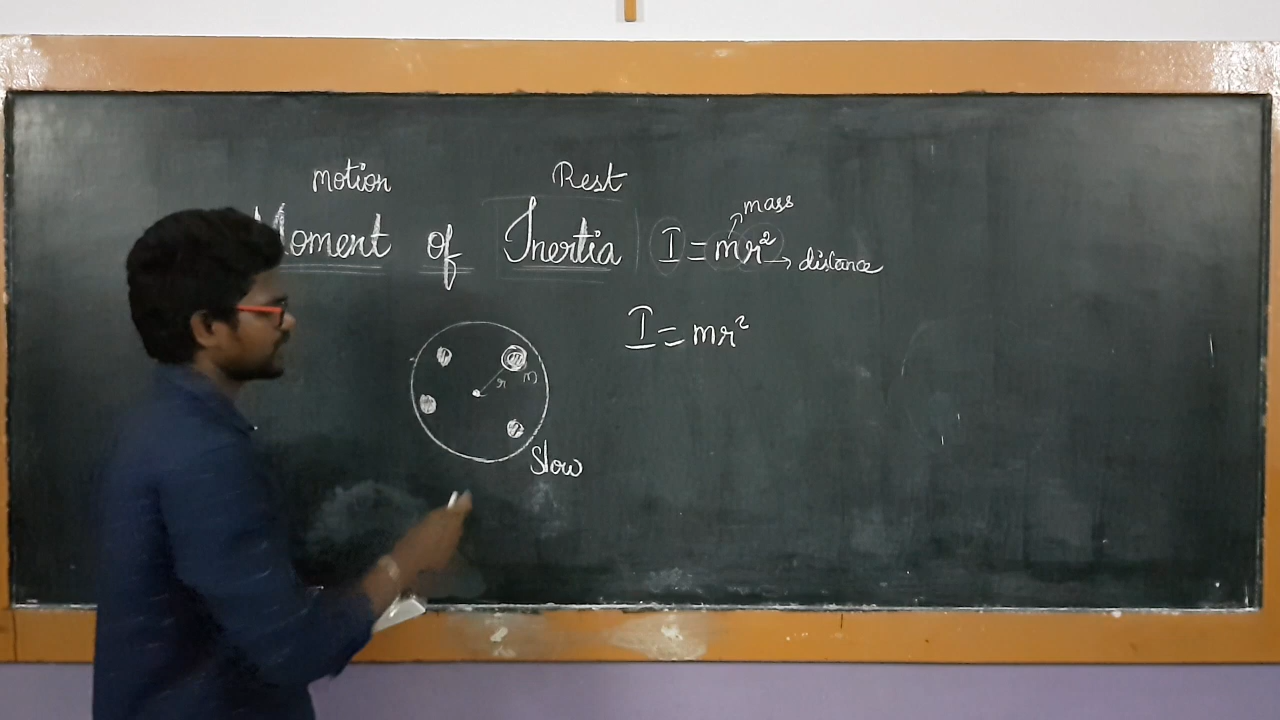 motion Rest
Moment of Inertia I = mr² → distance
mass
I = mr²
r m
Slow